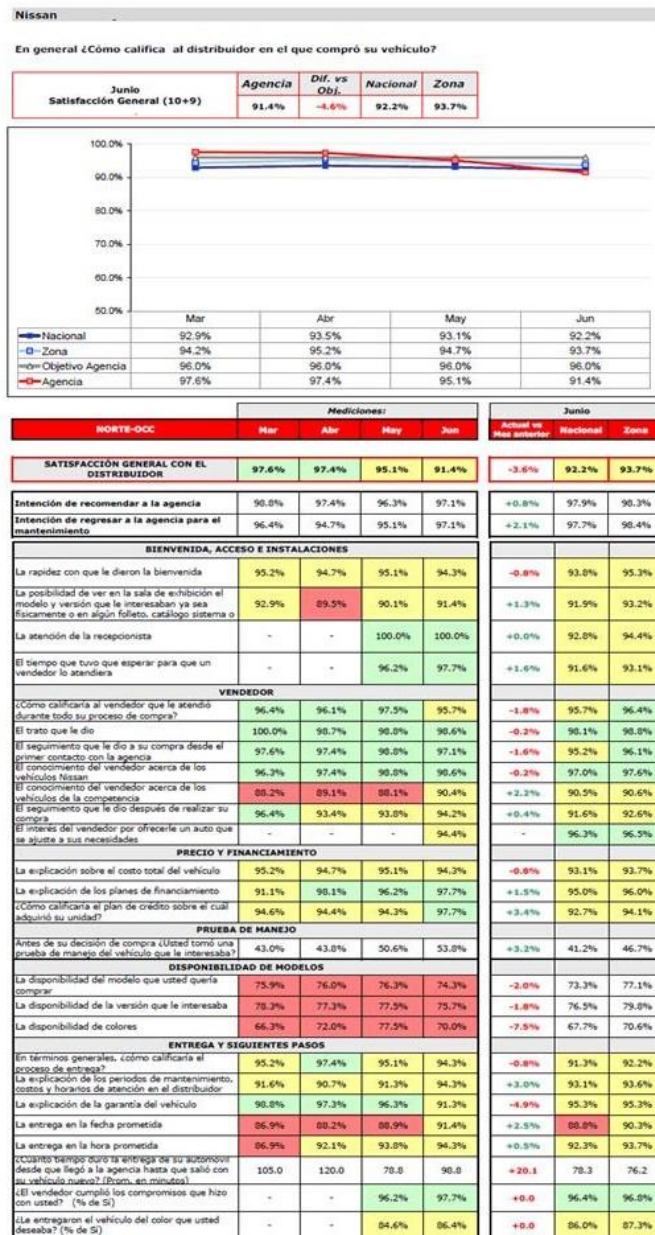 Nissan
En general ¿Cómo califica al distribuidor en el que compró su vehículo?
Junio
Satisfacción General (10+9)
Agencia Dif. vs Obj. Nacional Zona
91.4% -4.6% 92.2% 93.7%
100.0%
90.0%
80.0%
70.0%
60.0%
50.0%
Mar Abr May Jun
Nacional 92.9% 93.5% 93.1% 92.2%
Zona 94.2% 95.2% 94.7% 93.7%
Objetivo Agencia 96.0% 96.0% 96.0% 96.0%
Agencia 97.6% 97.4% 95.1% 91.4%
Mediciones: Junio
NORTE-OCC Mar Abr May Jun Actual vs Mes anterior Nacional Zona
SATISFACCIÓN GENERAL CON EL DISTRIBUIDOR 97.6% 97.4% 95.1% 91.4% -3.6% 92.2% 93.7%
Intención de recomendar a la agencia 98.8% 97.4% 96.3% 97.1% +0.8% 97.9% 98.3%
Intención de regresar a la agencia para el mantenimiento 96.4% 94.7% 95.1% 97.1% +2.1% 97.7% 98.4%
BIENVENIDA, ACCESO E INSTALACIONES
La rapidez con que le dieron la bienvenida 95.2% 94.7% 95.1% 94.3% -0.8% 93.8% 95.3%
La posibilidad de ver en la sala de exhibición el modelo y versión que le interesaban ya sea físicamente o en algún folleto, catálogo sistema o 92.9% 89.5% 90.1% 91.4% +1.3% 91.9% 93.2%
La atención de la recepcionista - - 100.0% 100.0% +0.0% 92.8% 94.4%
El tiempo que tuvo que esperar para que un vendedor lo atendiera - - 96.2% 97.7% +1.6% 91.6% 93.1%
VENDEDOR
¿Cómo calificaría al vendedor que le atendió durante todo su proceso de compra? 96.4% 96.1% 97.5% 95.7% -1.8% 95.7% 96.4%
El trato que le dio 100.0% 98.7% 98.8% 98.6% -0.2% 98.1% 98.8%
El seguimiento que le dio a su compra desde el primer contacto con la agencia 97.6% 97.4% 98.8% 97.1% -1.6% 95.2% 96.1%
El conocimiento del vendedor acerca de los vehículos Nissan 96.3% 97.4% 98.8% 98.6% -0.2% 97.0% 97.6%
El conocimiento del vendedor acerca de los vehículos de la competencia 88.2% 89.1% 88.1% 90.4% +2.2% 90.5% 90.6%
El seguimiento que le dio después de realizar su compra 96.4% 93.4% 93.8% 94.2% +0.4% 91.6% 92.6%
El interés del vendedor por ofrecerle un auto que se ajuste a sus necesidades - - - 94.4% - 96.3% 96.5%
PRECIO Y FINANCIAMIENTO
La explicación sobre el costo total del vehículo 95.2% 94.7% 95.1% 94.3% -0.8% 93.1% 93.7%
La explicación de los planes de financiamiento 91.1% 98.1% 96.2% 97.7% +1.5% 95.0% 96.0%
¿Cómo calificaría el plan de crédito sobre el cuál adquirió su unidad? 94.6% 94.4% 94.3% 97.7% +3.4% 92.7% 94.1%
PRUEBA DE MANEJO
Antes de su decisión de compra ¿Usted tomó una prueba de manejo del vehículo que le interesaba? 43.0% 43.8% 50.6% 53.8% +3.2% 41.2% 46.7%
DISPONIBILIDAD DE MODELOS
La disponibilidad del modelo que usted quería comprar 75.9% 76.0% 76.3% 74.3% -2.0% 73.3% 77.1%
La disponibilidad de la versión que le interesaba 78.3% 77.3% 77.5% 75.7% -1.8% 76.5% 79.8%
La disponibilidad de colores 66.3% 72.0% 77.5% 70.0% -7.5% 67.7% 70.6%
ENTREGA Y SIGUIENTES PASOS
En términos generales, ¿cómo calificaría el proceso de entrega? 95.2% 97.4% 95.1% 94.3% -0.8% 91.3% 92.2%
La explicación de los periodos de mantenimiento, costos y horarios de atención en el distribuidor 91.6% 90.7% 91.3% 94.3% +3.0% 93.1% 93.6%
La explicación de la garantía del vehículo 98.8% 97.3% 96.3% 91.3% -4.9% 95.3% 95.3%
La entrega en la fecha prometida 86.9% 88.2% 88.9% 91.4% +2.5% 88.8% 90.3%
La entrega en la hora prometida 86.9% 92.1% 93.8% 94.3% +0.5% 92.3% 93.7%
¿Cuánto tiempo duró la entrega de su automóvil desde que llegó a la agencia hasta que salió con su vehículo nuevo? (Prom. en minutos) 105.0 120.0 78.8 98.8 +20.1 78.3 76.2
¿El vendedor cumplió los compromisos que hizo con usted? (% de Sí) - - 96.2% 97.7% +0.0 96.4% 96.8%
¿Le entregaron el vehículo del color que usted deseaba? (% de Sí) - - 84.6% 86.4% +0.0 86.0% 87.3%